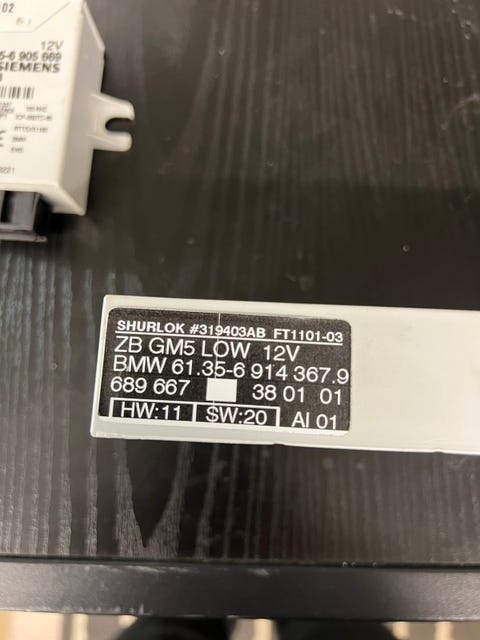 02
12V
5-6 905 669
SIEMENS
SHURLOK #319403AB FT1101-03
ZB GM5 LOW 12V
BMW 61.35-6 914 367.9
689 667 38 01 01
HW:11 SW:20 AI 01